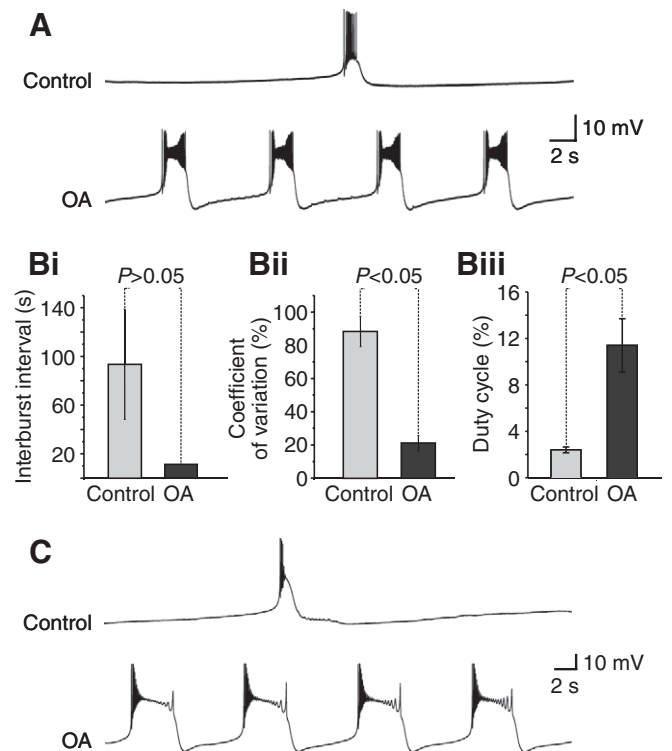 A
Control
10 mV
2 s
OA
Bi
Bii
Biii
P>0.05
P<0.05
P<0.05
Interburst interval (s)
140
100
60
20
Control OA
Coefficient
of variation (%)
100
80
60
40
20
0
Control OA
Duty cycle (%)
16
12
8
4
0
Control OA
C
Control
10 mV
2 s
OA